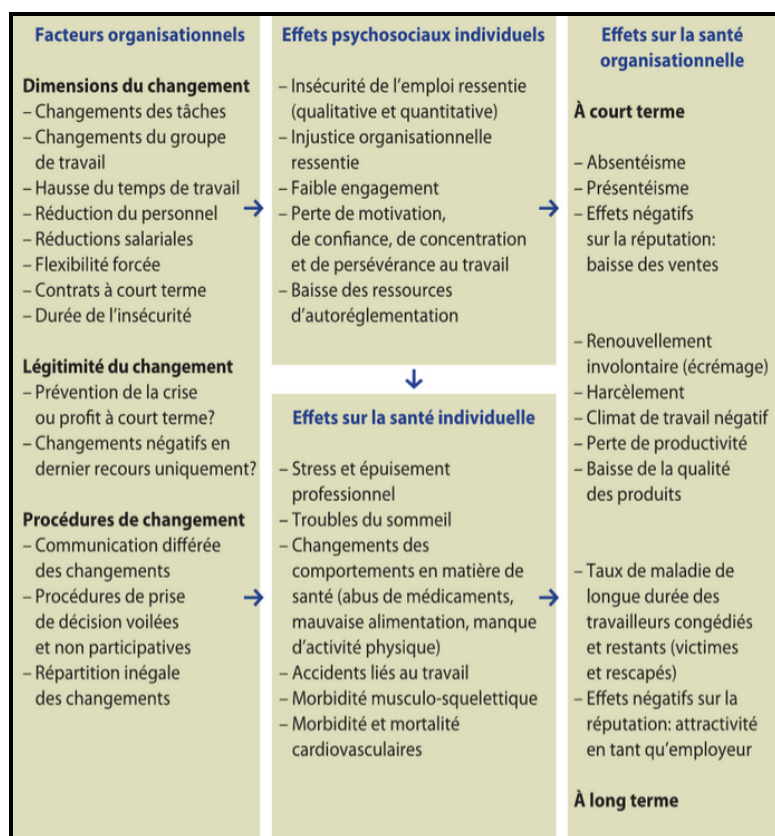 Facteurs organisationnels
Dimensions du changement
– Changements des tâches
– Changements du groupe
de travail
– Hausse du temps de travail
– Réduction du personnel
– Réductions salariales
– Flexibilité forcée
– Contrats à court terme
– Durée de l'insécurité
Légitimité du changement
– Prévention de la crise
ou profit à court terme?
– Changements négatifs en
dernier recours uniquement?
Procédures de changement
– Communication différée
des changements
– Procédures de prise
de décision voilées
et non participatives
– Répartition inégale
des changements
Effets psychosociaux individuels
– Insécurité de l'emploi ressentie
(qualitative et quantitative)
– Injustice organisationnelle
ressentie
– Faible engagement
– Perte de motivation,
de confiance, de concentration
et de persévérance au travail
– Baisse des ressources
d'autoréglementation
Effets sur la santé individuelle
– Stress et épuisement
professionnel
– Troubles du sommeil
– Changements des
comportements en matière de
santé (abus de médicaments,
mauvaise alimentation, manque
d'activité physique)
– Accidents liés au travail
– Morbidité musculo-squelettique
– Morbidité et mortalité
cardiovasculaires
Effets sur la santé
organisationnelle
À court terme
– Absentéisme
– Présentéisme
– Effets négatifs
sur la réputation:
baisse des ventes
– Renouvellement
involontaire (écrémage)
– Harcèlement
– Climat de travail négatif
– Perte de productivité
– Baisse de la qualité
des produits
– Taux de maladie de
longue durée des
travailleurs congédiés
et restants (victimes
et rescapés)
– Effets négatifs sur la
réputation: attractivité
en tant qu'employeur
À long terme